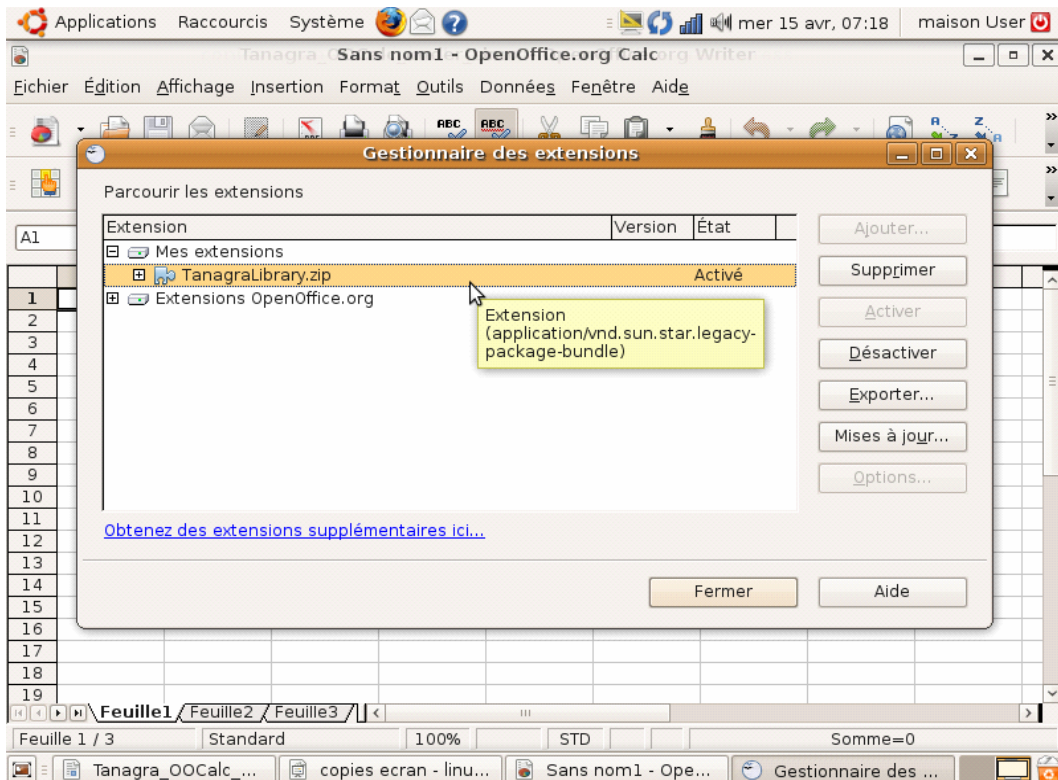 Applications Raccourcis Système mer 15 avr, 07:18 maison User
Sans nom1 - OpenOffice.org Calc
Fichier Édition Affichage Insertion Format Outils Données Fenêtre Aide
ABC ABC
Gestionnaire des extensions
Parcourir les extensions
Extension Version État
Mes extensions
TanagraLibrary.zip Activé
Extensions OpenOffice.org
Extension
(application/vnd.sun.star.legacy-
package-bundle)
Ajouter...
Supprimer
Activer
Désactiver
Exporter...
Mises à jour...
Options...
Obtenez des extensions supplémentaires ici...
Fermer Aide
A1
1
2
3
4
5
6
7
8
9
10
11
12
13
14
15
16
17
18
19
Feuille1 Feuille2 Feuille3
Feuille 1 / 3 Standard 100% STD Somme=0
Tanagra_OOCalc_... copies ecran - linu... Sans nom1 - Ope... Gestionnaire des ...